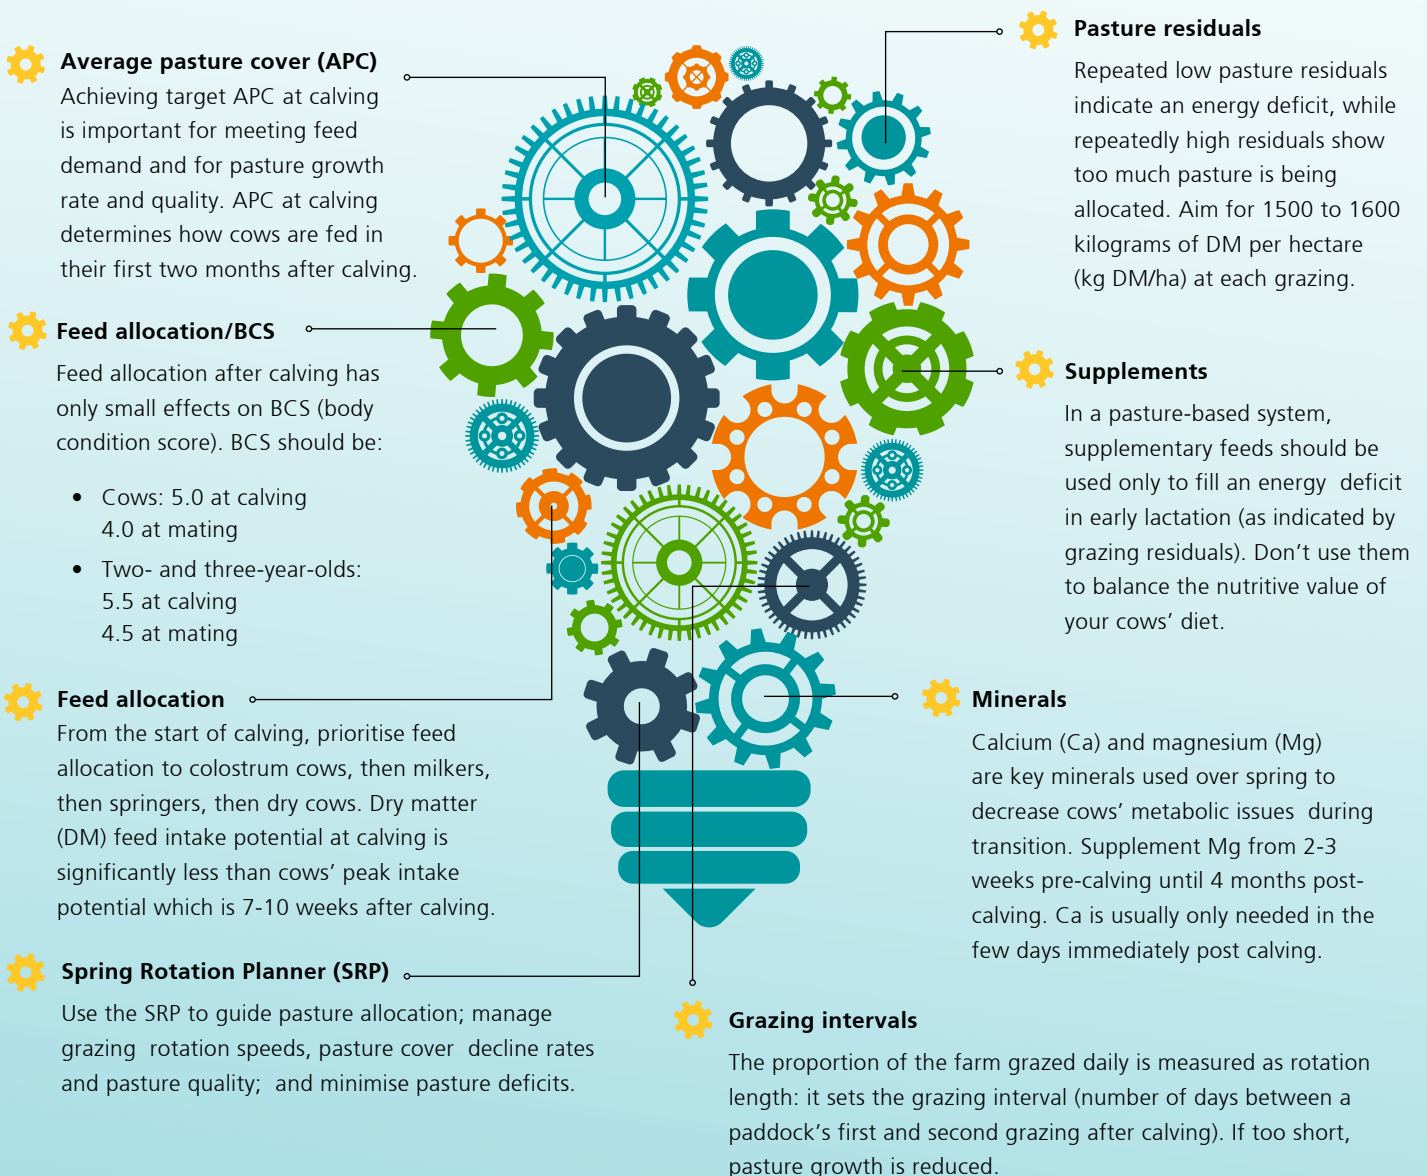 Average pasture cover (APC)
Achieving target APC at calving
is important for meeting feed
demand and for pasture growth
rate and quality. APC at calving
determines how cows are fed in
their first two months after calving.
Feed allocation/BCS
Feed allocation after calving has
only small effects on BCS (body
condition score). BCS should be:
• Cows: 5.0 at calving
4.0 at mating
• Two- and three-year-olds:
5.5 at calving
4.5 at mating
Feed allocation
From the start of calving, prioritise feed
allocation to colostrum cows, then milkers,
then springers, then dry cows. Dry matter
(DM) feed intake potential at calving is
significantly less than cows’ peak intake
potential which is 7-10 weeks after calving.
Spring Rotation Planner (SRP)
Use the SRP to guide pasture allocation; manage
grazing rotation speeds, pasture cover decline rates
and pasture quality; and minimise pasture deficits.
Pasture residuals
Repeated low pasture residuals
indicate an energy deficit, while
repeatedly high residuals show
too much pasture is being
allocated. Aim for 1500 to 1600
kilograms of DM per hectare
(kg DM/ha) at each grazing.
Supplements
In a pasture-based system,
supplementary feeds should be
used only to fill an energy deficit
in early lactation (as indicated by
grazing residuals). Don’t use them
to balance the nutritive value of
your cows’ diet.
Minerals
Calcium (Ca) and magnesium (Mg)
are key minerals used over spring to
decrease cows’ metabolic issues during
transition. Supplement Mg from 2-3
weeks pre-calving until 4 months post-
calving. Ca is usually only needed in the
few days immediately post calving.
Grazing intervals
The proportion of the farm grazed daily is measured as rotation
length: it sets the grazing interval (number of days between a
paddock’s first and second grazing after calving). If too short,
pasture growth is reduced.